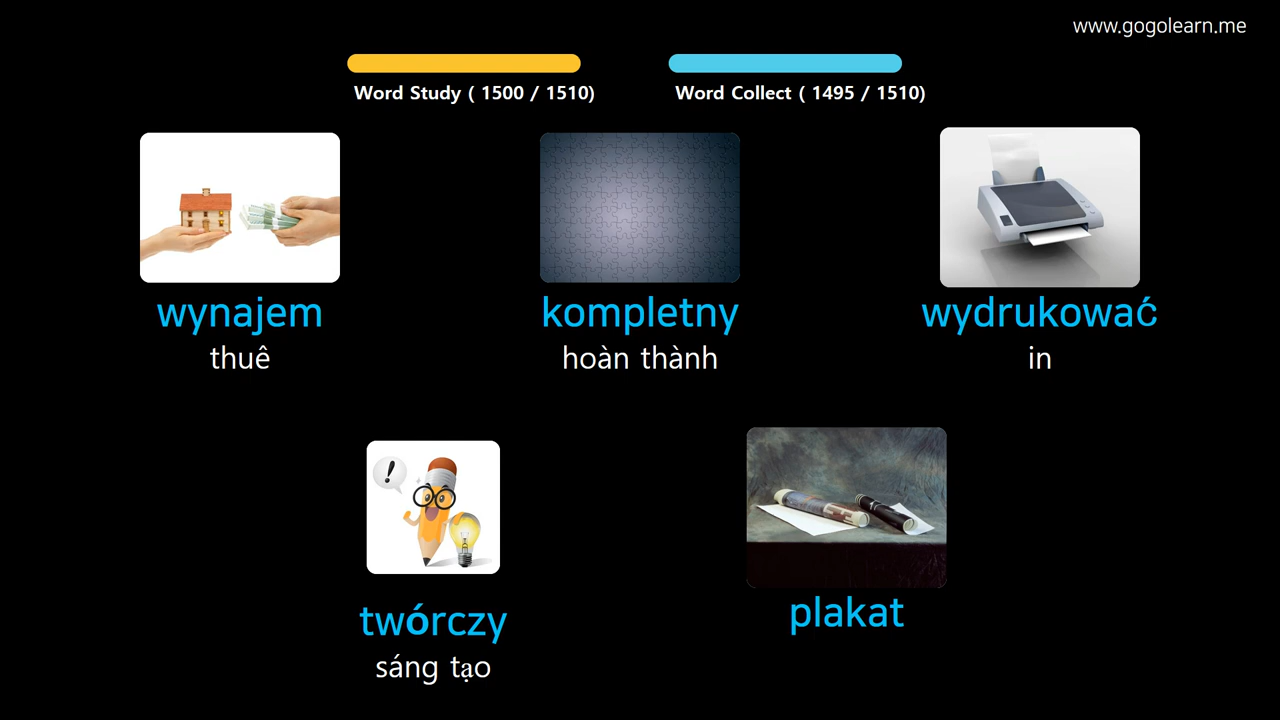 www.gogolearn.me
Word Study ( 1500 / 1510)
Word Collect ( 1495 / 1510)
wynajem
thuê
kompletny
hoàn thành
wydrukować
in
twórczy
sáng tạo
plakat